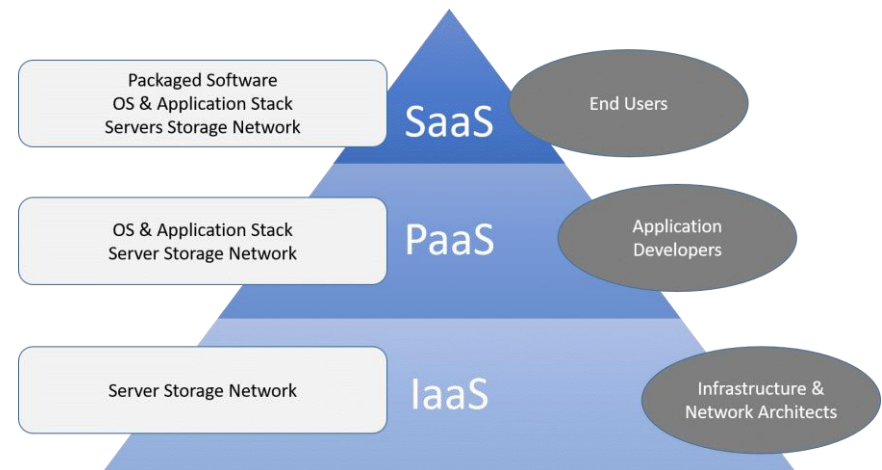 Packaged Software
OS & Application Stack
Servers Storage Network
SaaS
End Users
OS & Application Stack
Server Storage Network
PaaS
Application
Developers
Server Storage Network
IaaS
Infrastructure &
Network Architects